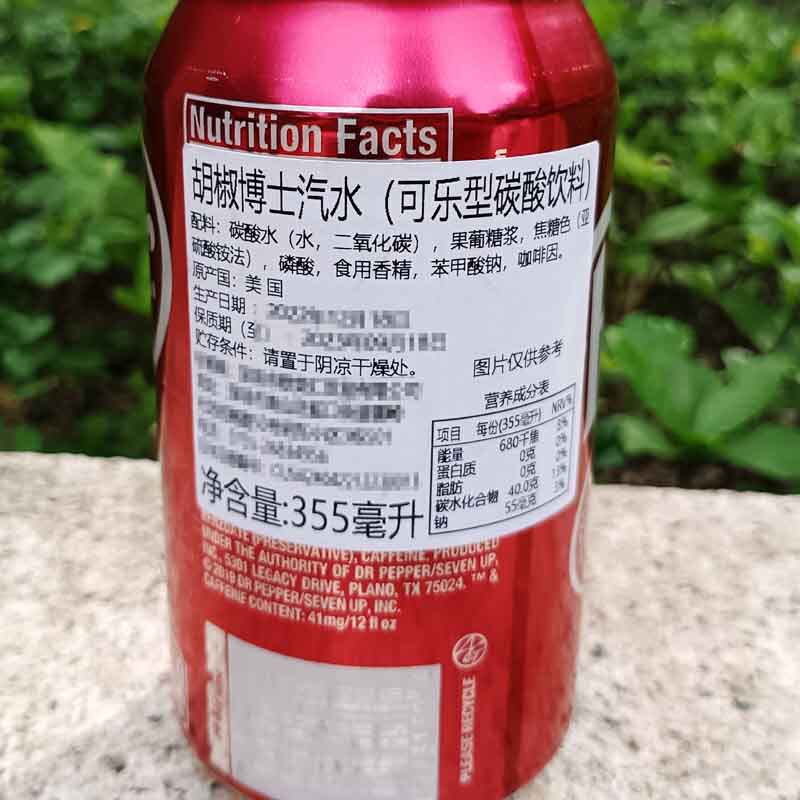 Nutrition Facts
胡椒博士汽水（可乐型碳酸饮料）
配料：碳酸水（水，二氧化碳），果葡糖浆，焦糖色（亚
硫酸铵法），磷酸，食用香精，苯甲酸钠，咖啡因。
原产国：美国
生产日期：
保质期（至）：
贮存条件：请置于阴凉干燥处。
图片仅供参考
净含量:355毫升
营养成分表
项目 每份(355毫升) NRV%
能量 680千焦 8%
蛋白质 0克 0%
脂肪 0克 0%
碳水化合物 40.0克 13%
钠 55毫克 3%
BENZOATE (PRESERVATIVE), CAFFEINE. PRODUCED
UNDER THE AUTHORITY OF DR PEPPER/SEVEN UP,
INC., 5301 LEGACY DRIVE, PLANO, TX 75024. ™ &
©2019 DR PEPPER/SEVEN UP, INC.
CAFFEINE CONTENT: 41mg/12 fl oz
PLEASE RECYCLE